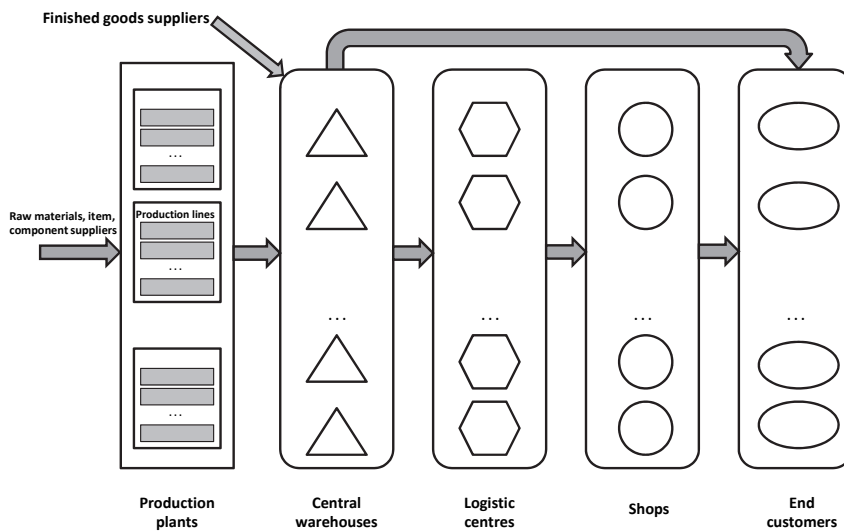 Finished goods suppliers
...
Raw materials, item,
component suppliers
Production lines
...
...
... ... ... ...
Production
plants
Central
warehouses
Logistic
centres
Shops
End
customers